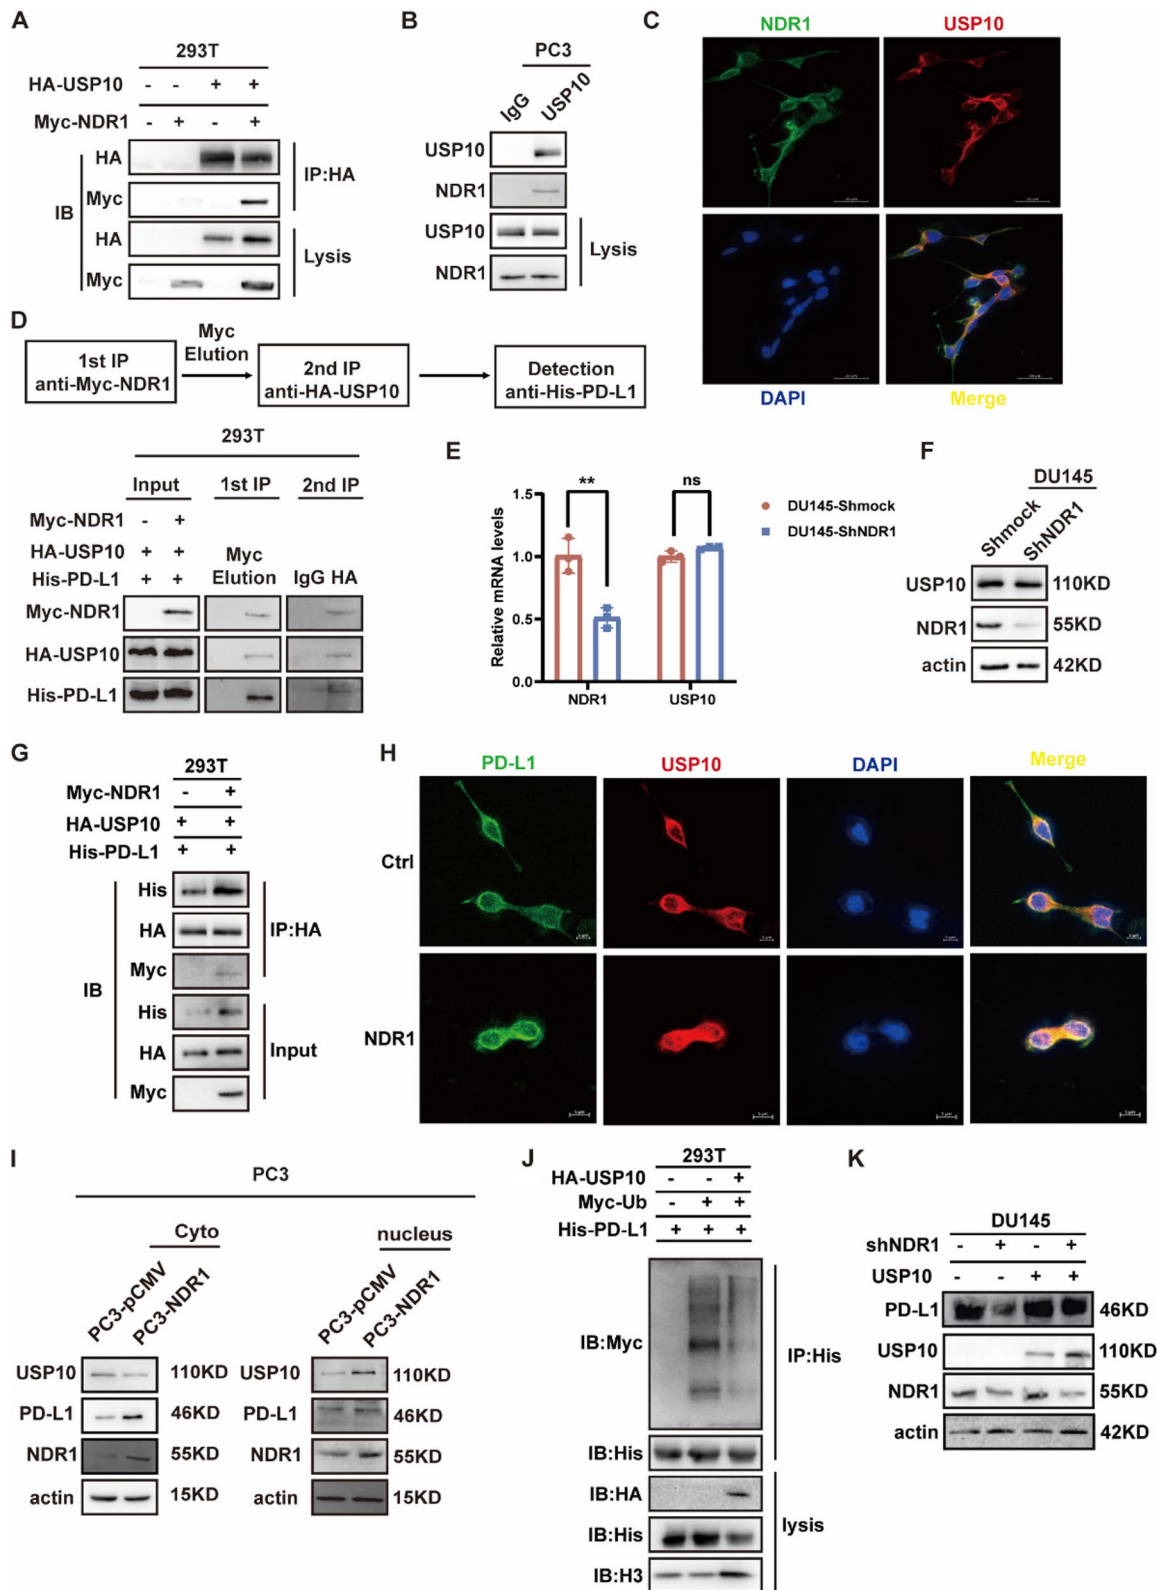 A
293T
HA-USP10 - - + +
Myc-NDR1 - + - +
HA
Myc
IP:HA
IB
HA
Myc
Lysis
B
PC3
IgG USP10
USP10
NDR1
USP10
NDR1
Lysis
C
NDR1 USP10
DAPI Merge
D
1st IP
anti-Myc-NDR1
Myc
Elution
2nd IP
anti-HA-USP10
Detection
anti-His-PD-L1
293T
Input 1st IP 2nd IP
Myc-NDR1 - +
HA-USP10 + +
His-PD-L1 + +
Myc
Elution
IgG HA
Myc-NDR1
HA-USP10
His-PD-L1
E
Relative mRNA levels
1.5
1.0
0.5
0.0
** ns
NDR1 USP10
DU145-Shmock
DU145-ShNDR1
F
DU145
Shmock ShNDR1
USP10 110KD
NDR1 55KD
actin 42KD
G
293T
Myc-NDR1 - +
HA-USP10 + +
His-PD-L1 + +
His
HA
Myc
IP:HA
IB
His
HA
Myc
Input
H
PD-L1 USP10 DAPI Merge
Ctrl
NDR1
I
PC3
Cyto
PC3-pCMV PC3-NDR1
USP10 110KD
PD-L1 46KD
NDR1 55KD
actin 15KD
nucleus
PC3-pCMV PC3-NDR1
USP10 110KD
PD-L1 46KD
NDR1 55KD
actin 15KD
J
293T
HA-USP10 - - +
Myc-Ub - + +
His-PD-L1 + + +
IB:Myc
IB:His
IP:His
IB:HA
IB:His
IB:H3
lysis
K
DU145
shNDR1 - + - +
USP10 - - + +
PD-L1 46KD
USP10 110KD
NDR1 55KD
actin 42KD